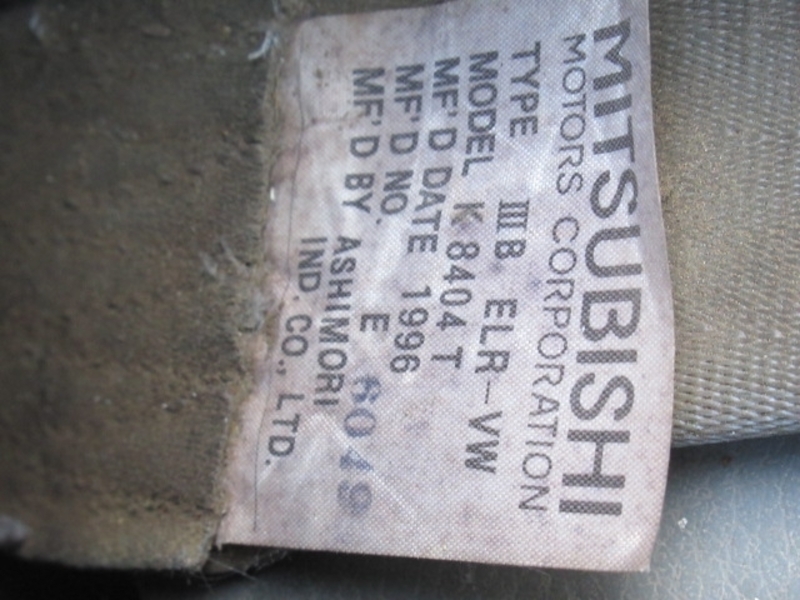 MITSUBISHI
MOTORS CORPORATION
TYPE III B ELR-VW
MODEL K 8404 T
MF'D DATE 1996
MF'D NO. E 6049
MF'D BY ASHIMORI
IND. CO., LTD.